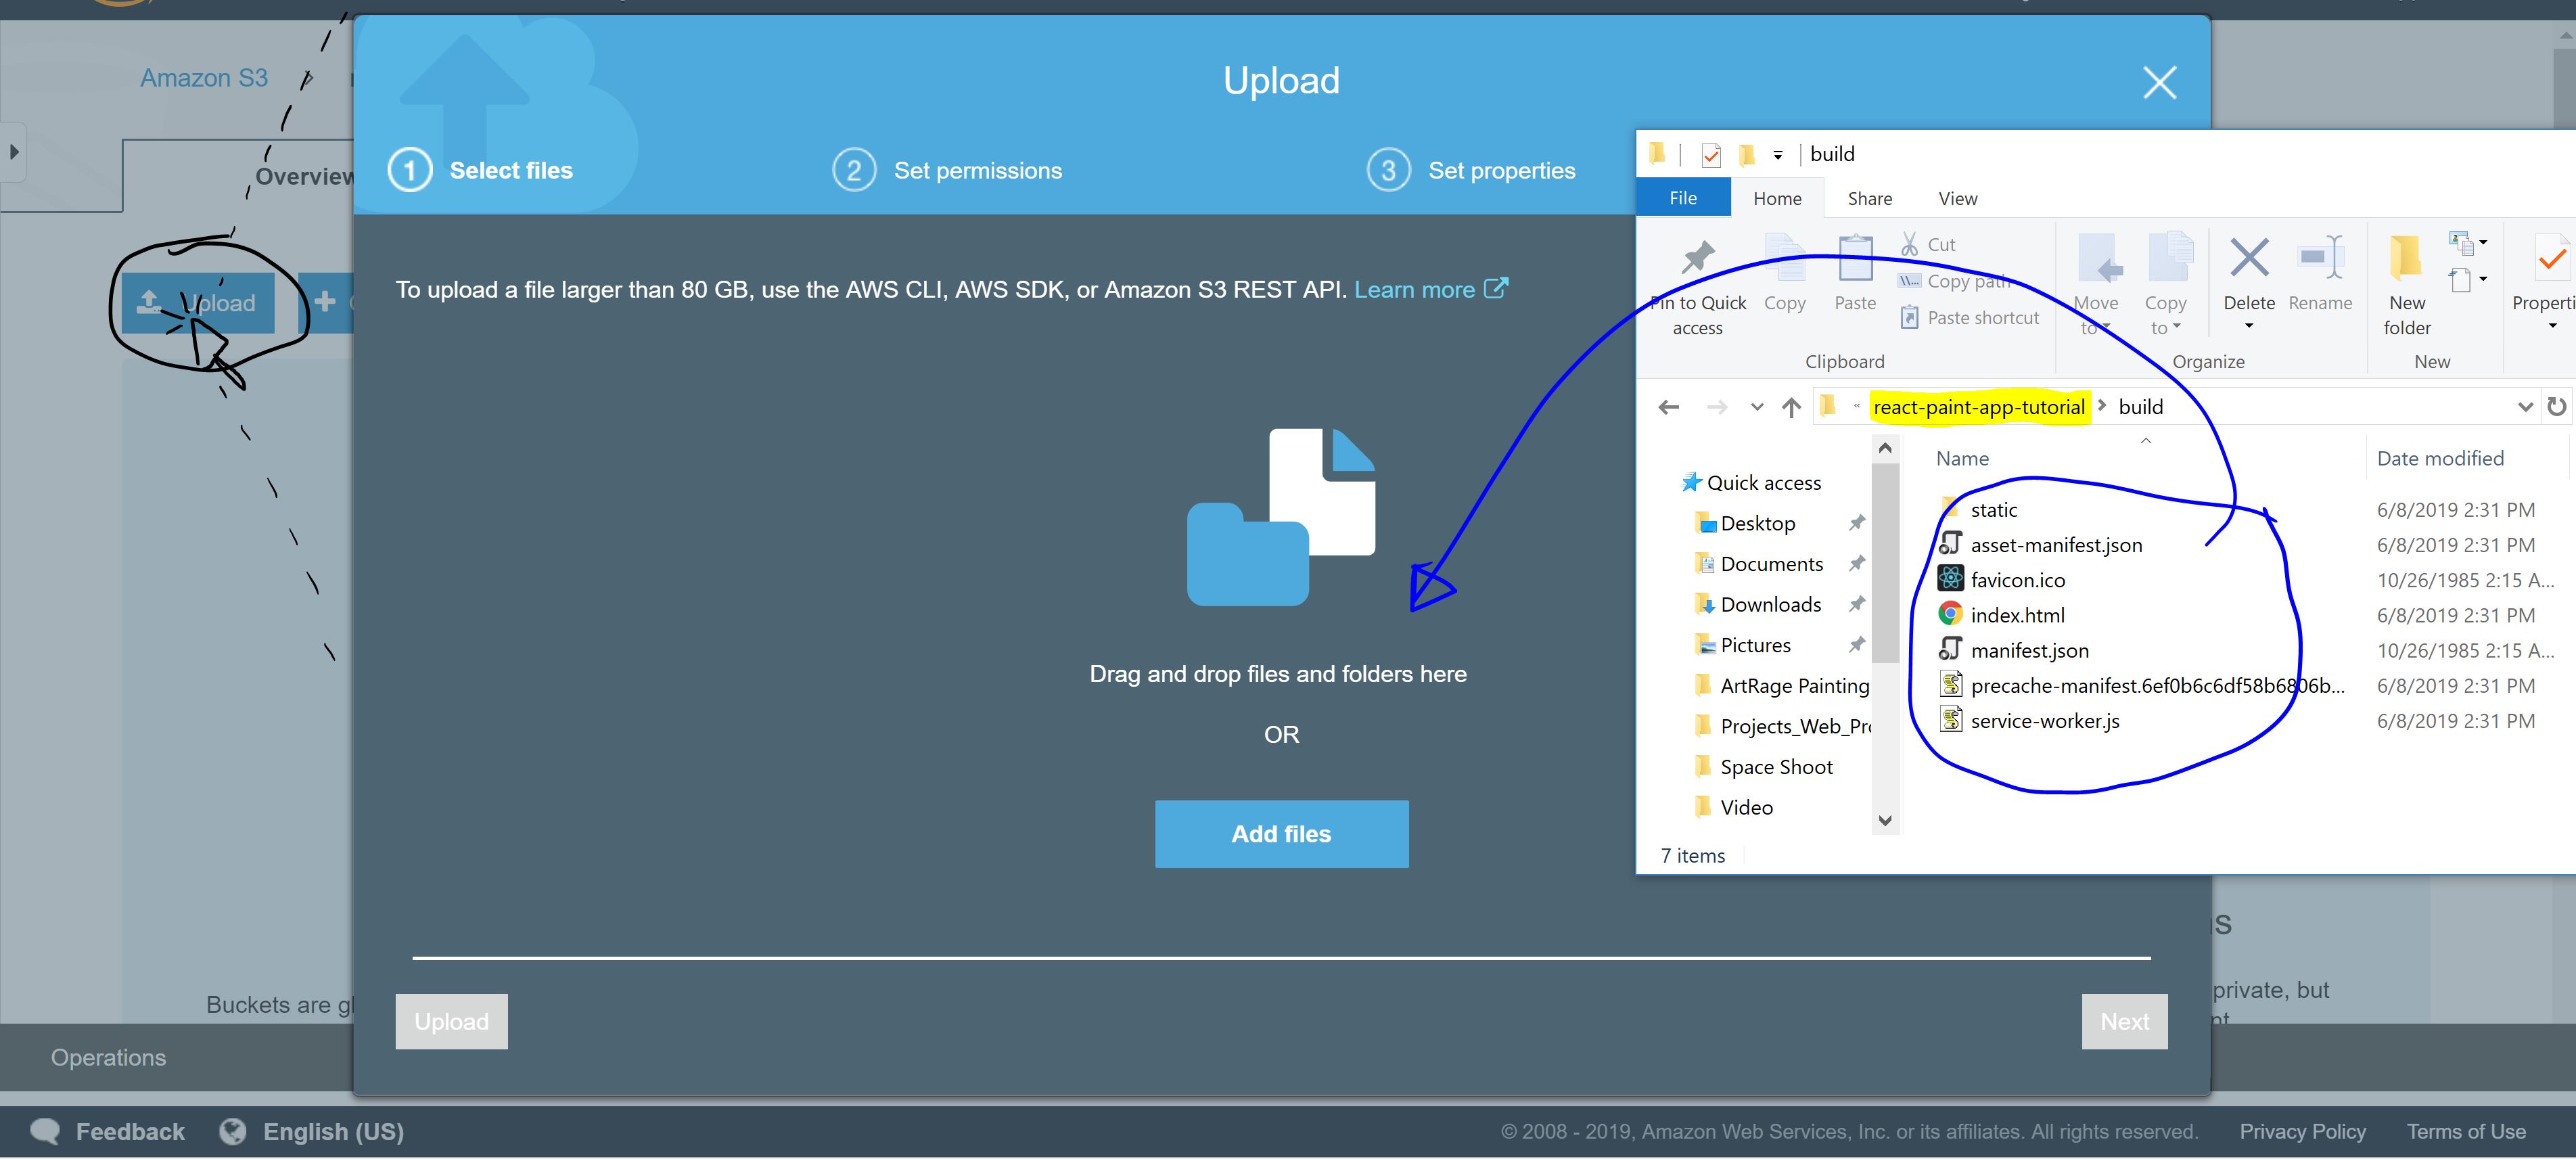 Amazon S3
Upload
1 Select files
2 Set permissions
3 Set properties
Overview
Upload
To upload a file larger than 80 GB, use the AWS CLI, AWS SDK, or Amazon S3 REST API. Learn more
Drag and drop files and folders here
OR
Add files
Buckets are gl
private, but
Upload
Next
Operations
build
File Home Share View
Pin to Quick access
Copy
Paste
Cut
Copy path
Paste shortcut
Move to
Copy to
Delete
Rename
New folder
Properti
Clipboard
Organize
New
« react-paint-app-tutorial > build
Name Date modified
Quick access
Desktop
Documents
Downloads
Pictures
ArtRage Painting
Projects_Web_Pro
Space Shoot
Video
static 6/8/2019 2:31 PM
asset-manifest.json 6/8/2019 2:31 PM
favicon.ico 10/26/1985 2:15 A...
index.html 6/8/2019 2:31 PM
manifest.json 10/26/1985 2:15 A...
precache-manifest.6ef0b6c6df58b6806b... 6/8/2019 2:31 PM
service-worker.js 6/8/2019 2:31 PM
7 items
Feedback English (US)
© 2008 - 2019, Amazon Web Services, Inc. or its affiliates. All rights reserved. Privacy Policy Terms of Use